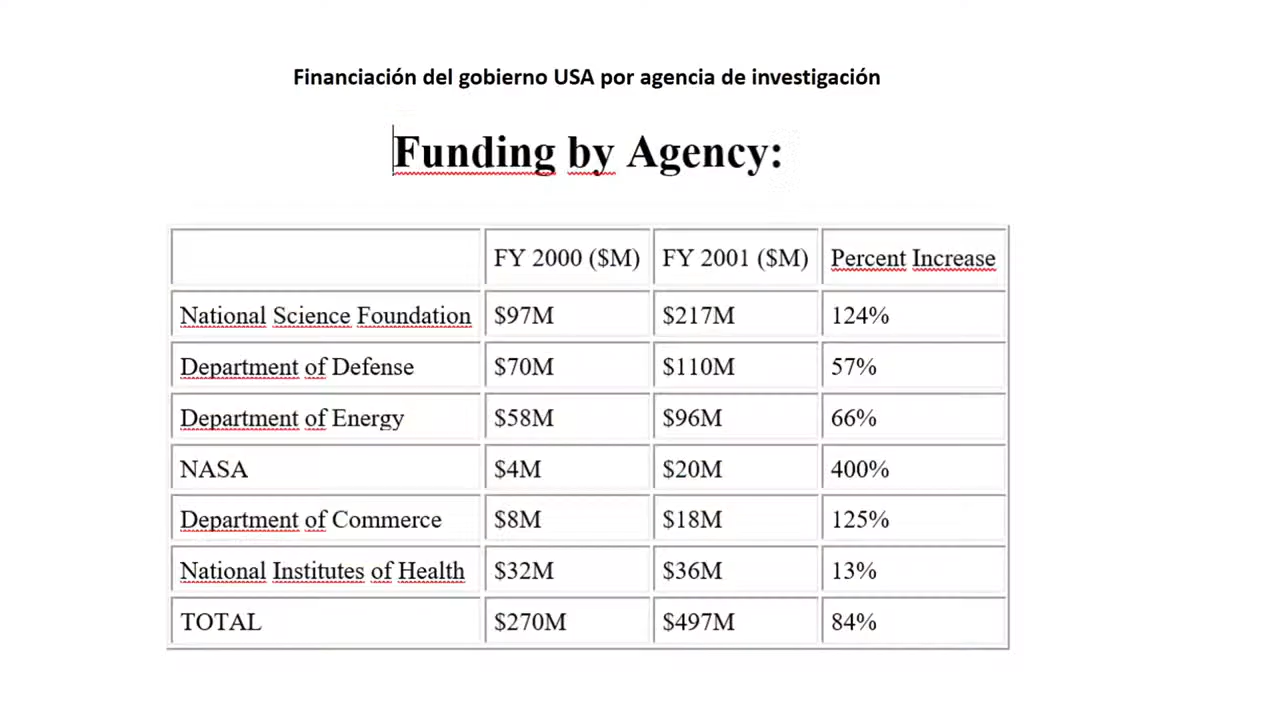 Financiación del gobierno USA por agencia de investigación
Funding by Agency:
FY 2000 ($M) FY 2001 ($M) Percent Increase
National Science Foundation $97M $217M 124%
Department of Defense $70M $110M 57%
Department of Energy $58M $96M 66%
NASA $4M $20M 400%
Department of Commerce $8M $18M 125%
National Institutes of Health $32M $36M 13%
TOTAL $270M $497M 84%